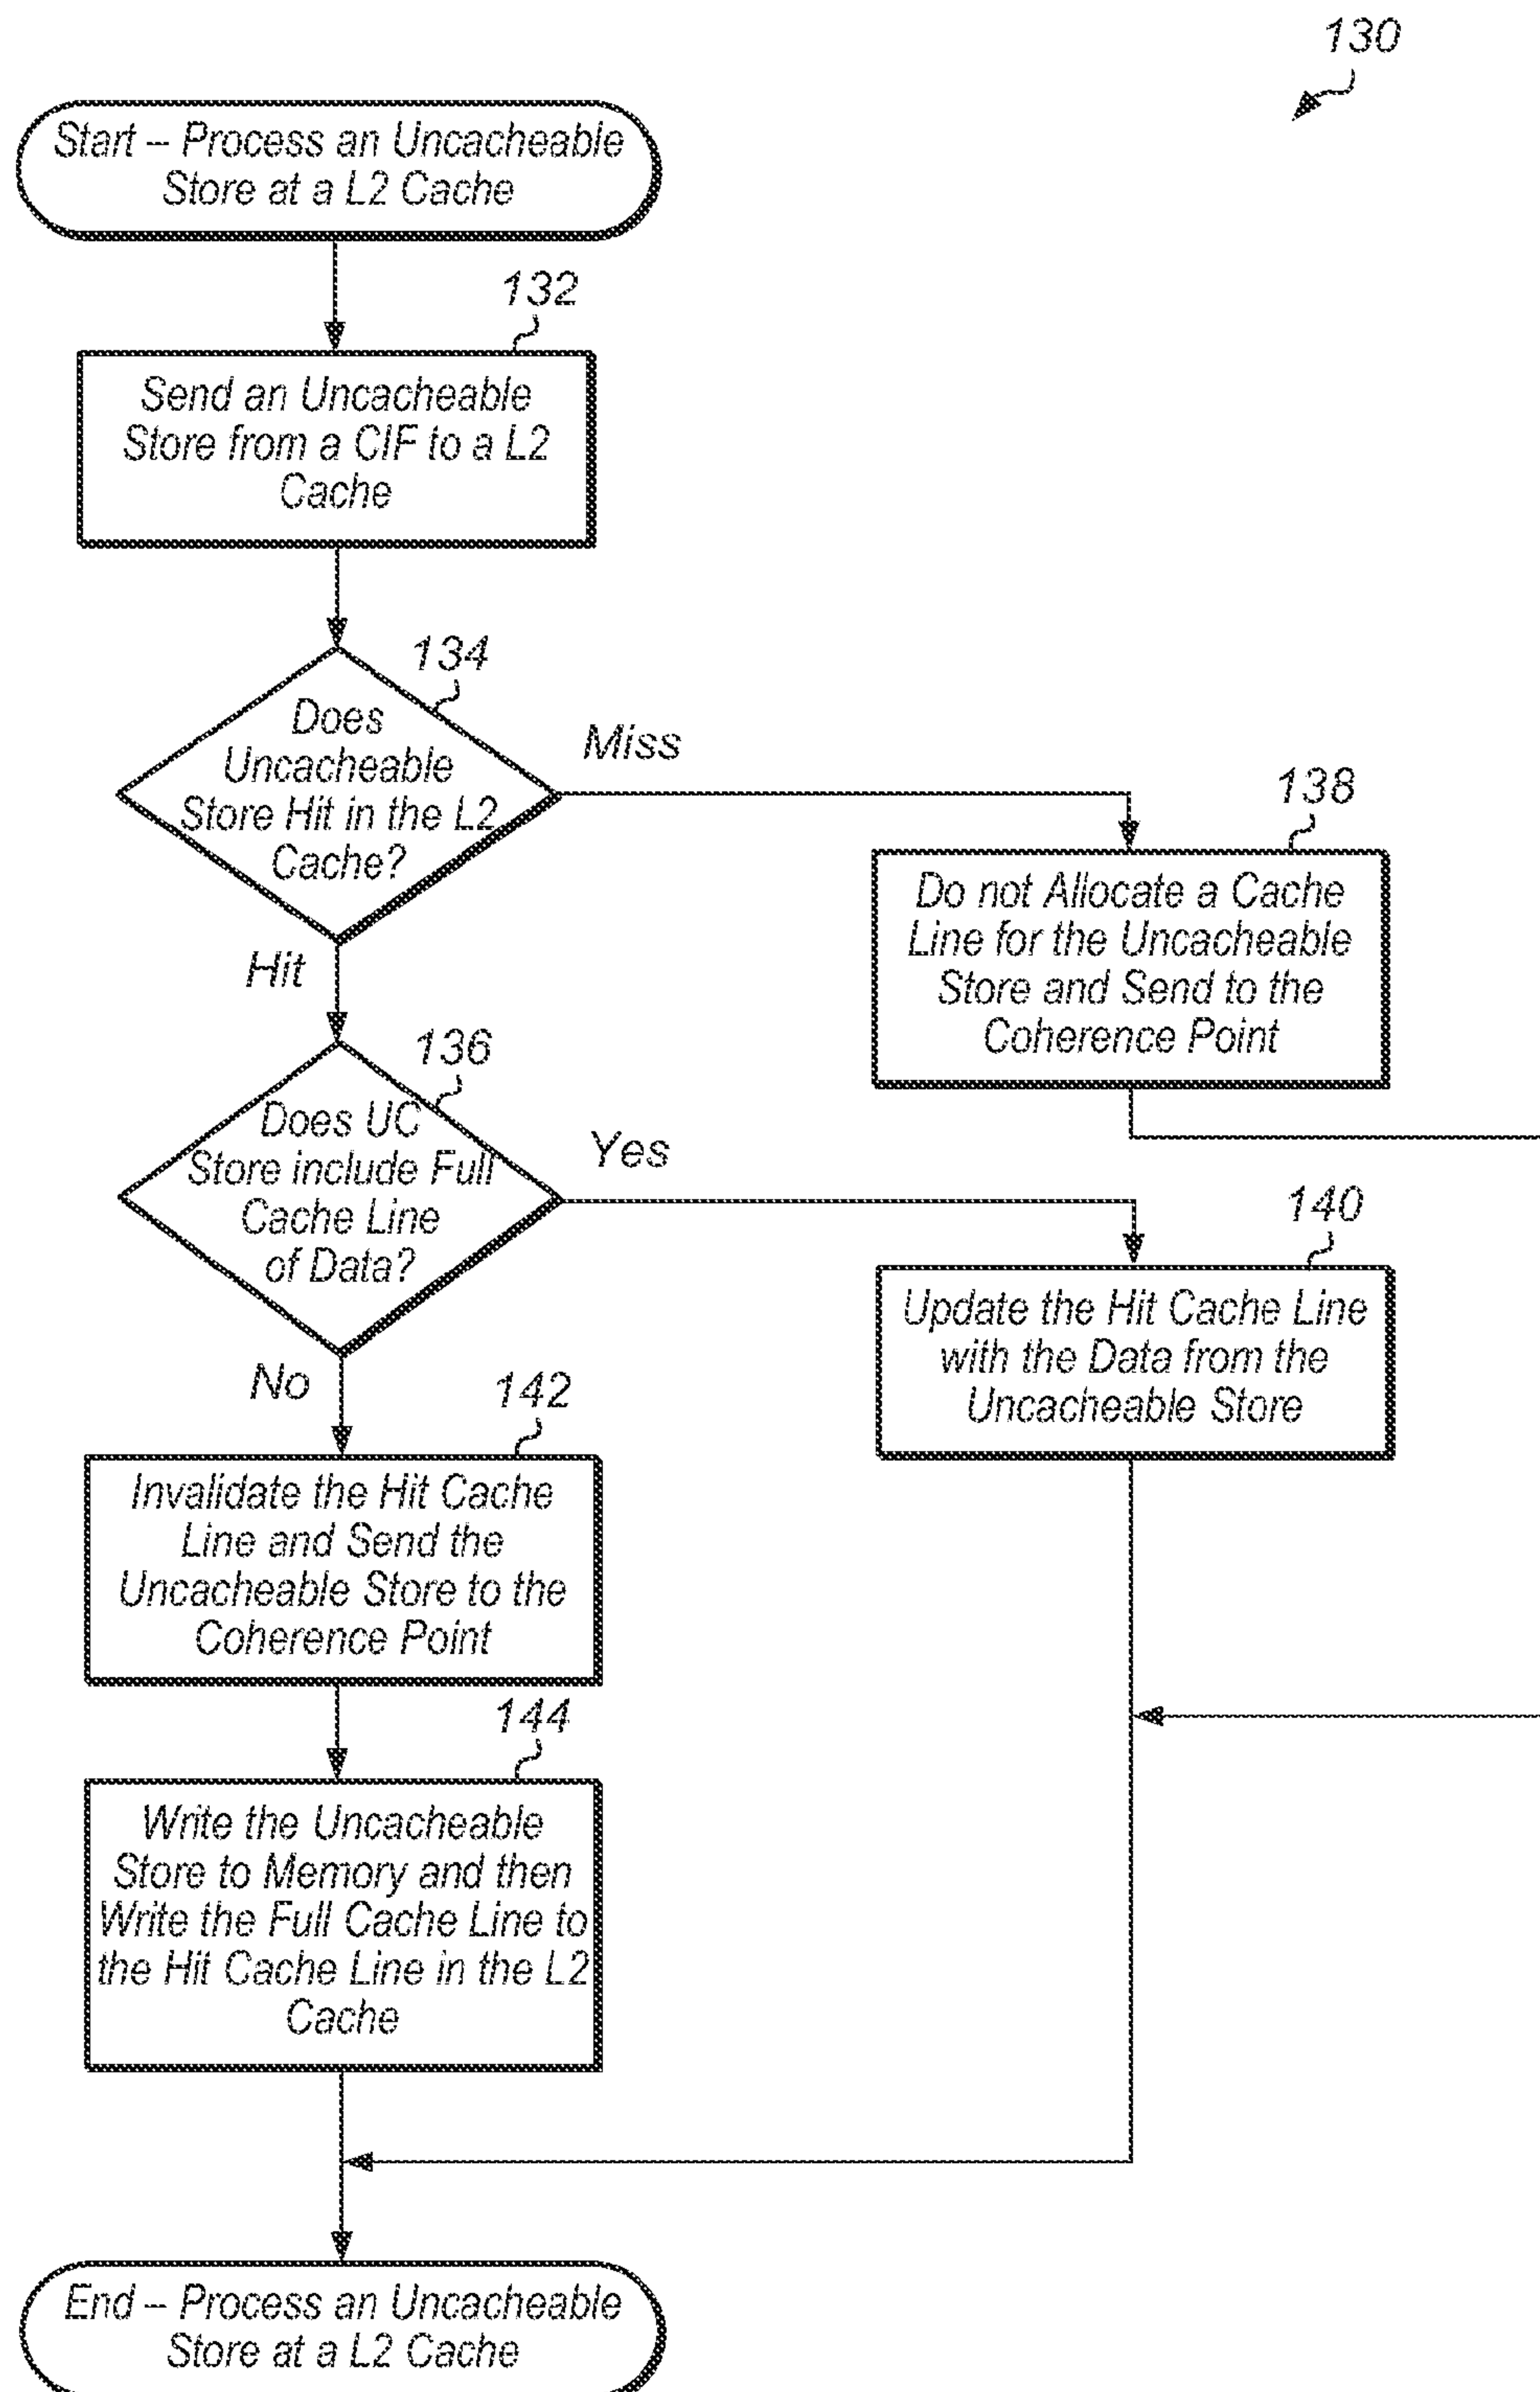 130
Start -- Process an Uncacheable
Store at a L2 Cache
132
Send an Uncacheable
Store from a CIF to a L2
Cache
134
Does
Uncacheable
Store Hit in the L2
Cache?
Miss
Hit
138
Do not Allocate a Cache
Line for the Uncacheable
Store and Send to the
Coherence Point
136
Does UC
Store include Full
Cache Line
of Data?
Yes
No
140
Update the Hit Cache Line
with the Data from the
Uncacheable Store
142
Invalidate the Hit Cache
Line and Send the
Uncacheable Store to the
Coherence Point
144
Write the Uncacheable
Store to Memory and then
Write the Full Cache Line to
the Hit Cache Line in the L2
Cache
End -- Process an Uncacheable
Store at a L2 Cache